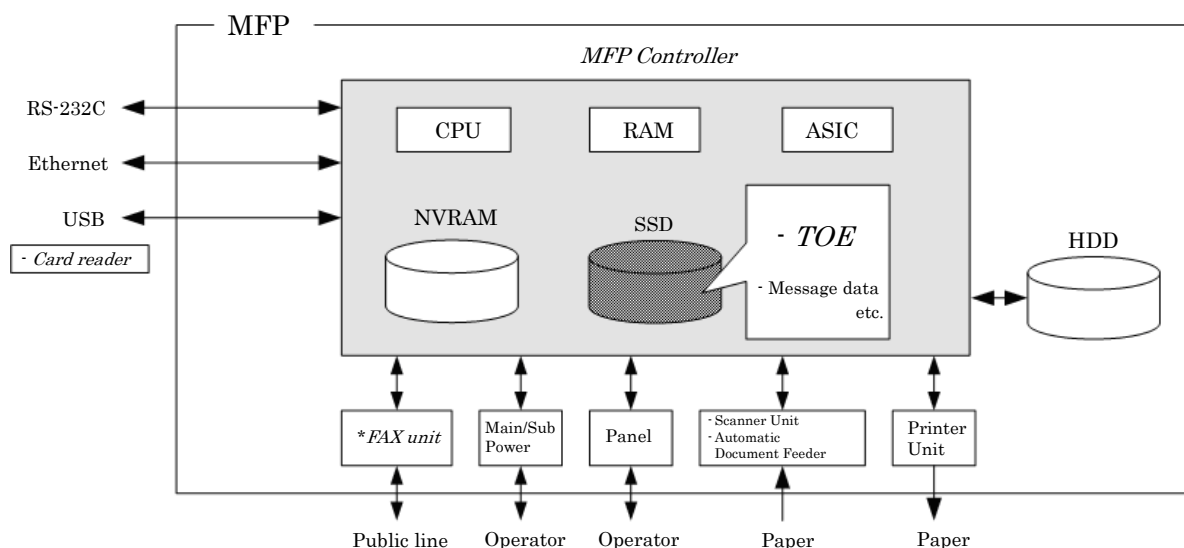 MFP
MFP Controller
RS-232C
CPU
RAM
ASIC
Ethernet
USB
- Card reader
NVRAM
SSD
- TOE
- Message data
etc.
HDD
*FAX unit
Main/Sub
Power
Panel
- Scanner Unit
- Automatic
Document Feeder
Printer
Unit
Public line
Operator
Operator
Paper
Paper